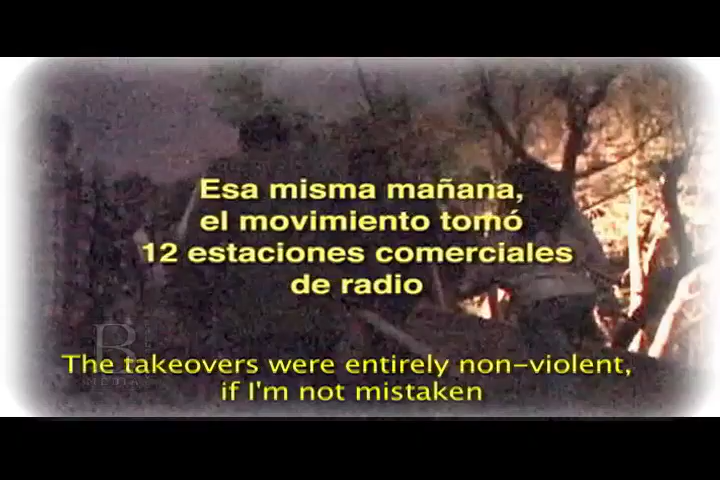 Esa misma mañana,
el movimiento tomó
12 estaciones comerciales
de radio
The takeovers were entirely non-violent,
if I'm not mistaken